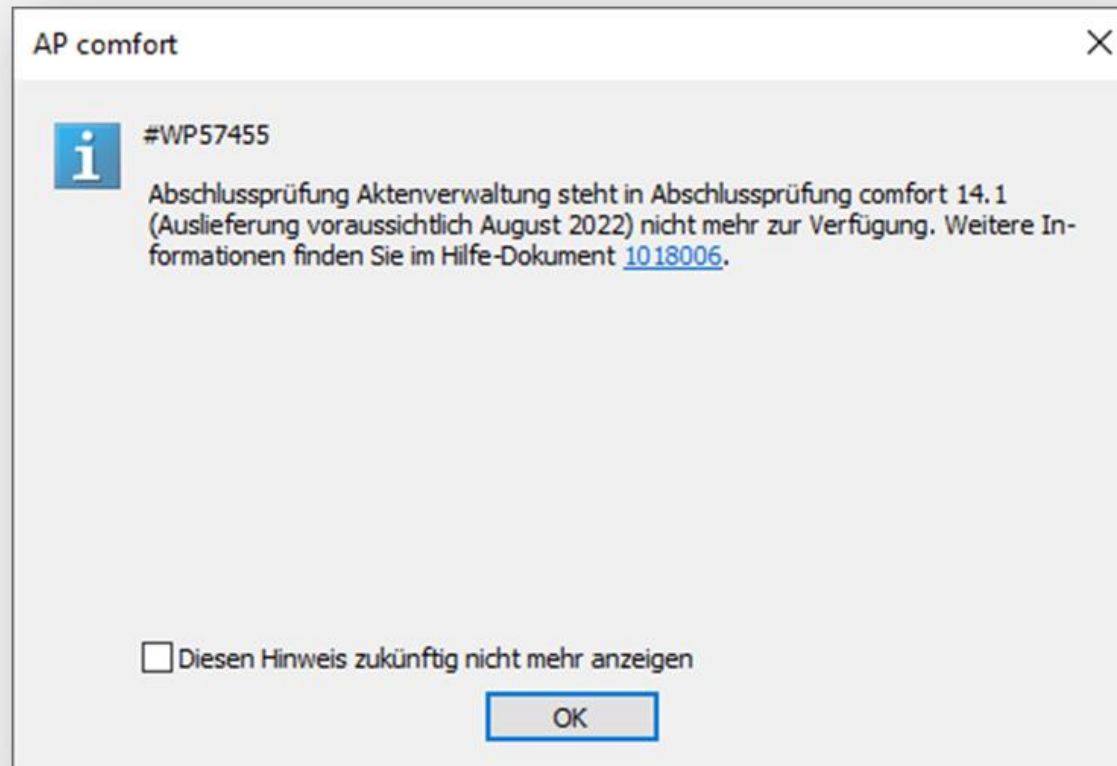 AP comfort
#WP57455
Abschlussprüfung Aktenverwaltung steht in Abschlussprüfung comfort 14.1
(Auslieferung voraussichtlich August 2022) nicht mehr zur Verfügung. Weitere In-
formationen finden Sie im Hilfe-Dokument 1018006.
Diesen Hinweis zukünftig nicht mehr anzeigen
OK